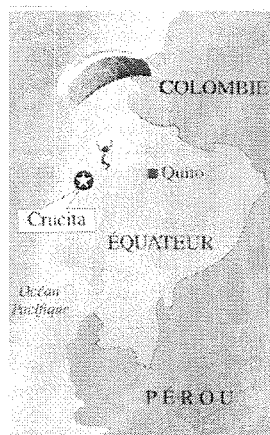 COLOMBIE
Quito
Crucita
ÉQUATEUR
Océan
Pacifique
PÉROU